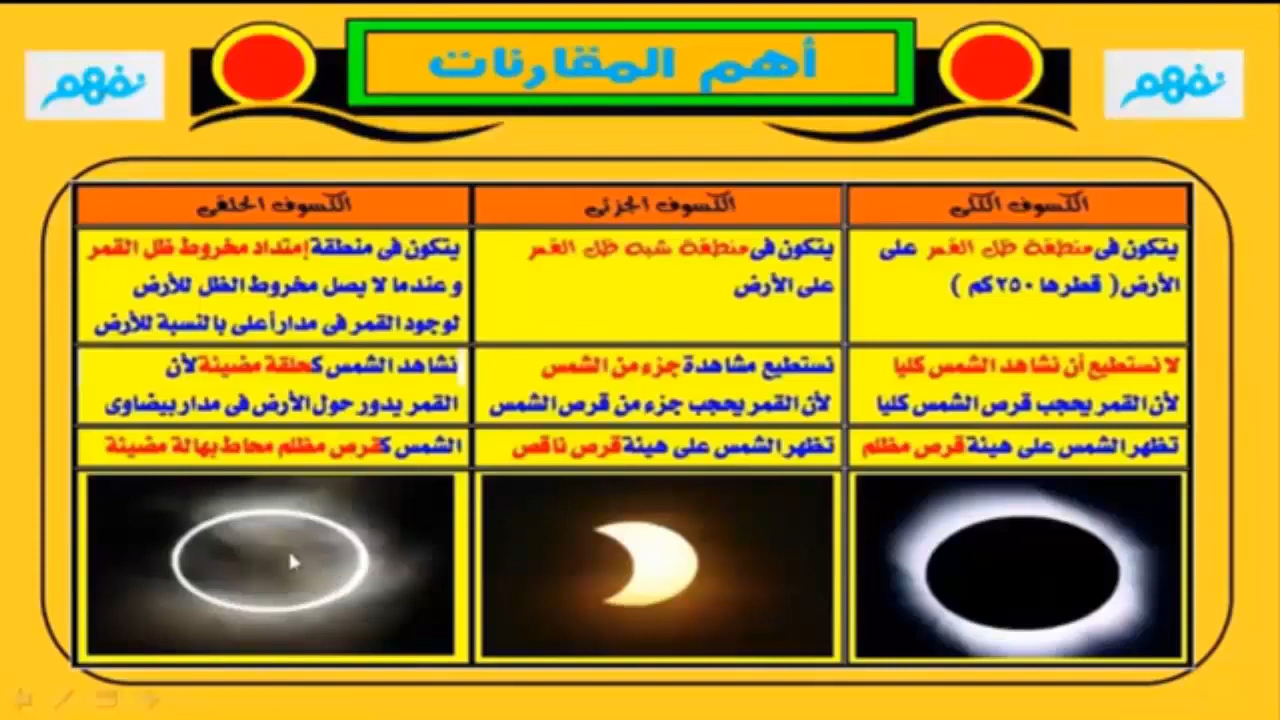 أهم المقارنات
نفهم
نفهم
الكسوف الكلى
الكسوف الجزئى
الكسوف الحلقى
يتكون فى منطقة ظل القمر على
الأرض ( قطرها ٢٥٠ كم )
يتكون فى منطقة شبه ظل القمر
على الأرض
يتكون فى منطقة إمتداد مخروط ظل القمر
و عندما لا يصل مخروط الظل للأرض
لوجود القمر فى مدار أعلى بالنسبة للأرض
لا نستطيع أن نشاهد الشمس كليا
لأن القمر يحجب قرص الشمس كليا
نستطيع مشاهدة جزء من الشمس
لأن القمر يحجب جزء من قرص الشمس
نشاهد الشمس كحلقة مضيئة لأن
القمر يدور حول الأرض فى مدار بيضاوى
تظهر الشمس على هيئة قرص مظلم
تظهر الشمس على هيئة قرص ناقص
الشمس كقرص مظلم محاط بهالة مضيئة